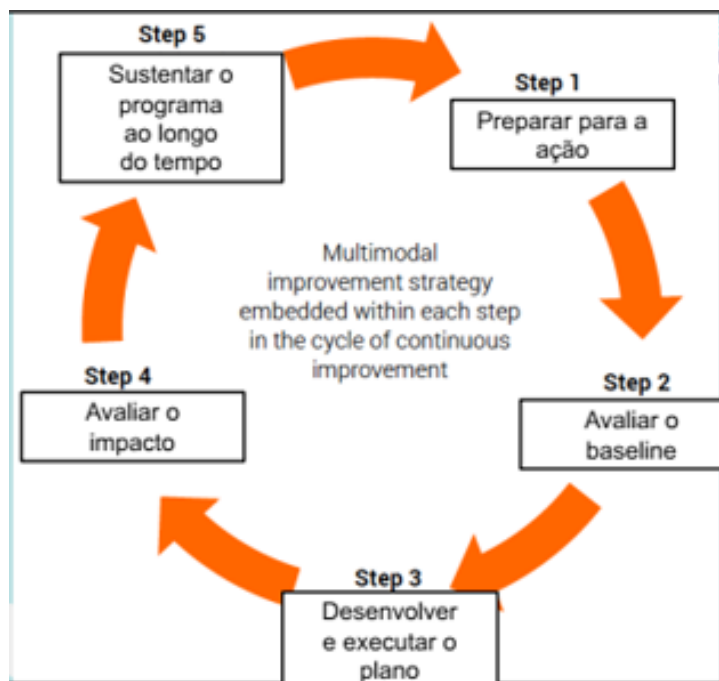 Step 5
Sustentar o
programa
ao longo
do tempo
Step 1
Preparar para a
ação
Multimodal
improvement strategy
embedded within each step
in the cycle of continuous
improvement
Step 2
Avaliar o
baseline
Step 3
Desenvolver
e executar o
plano
Step 4
Avaliar o
impacto